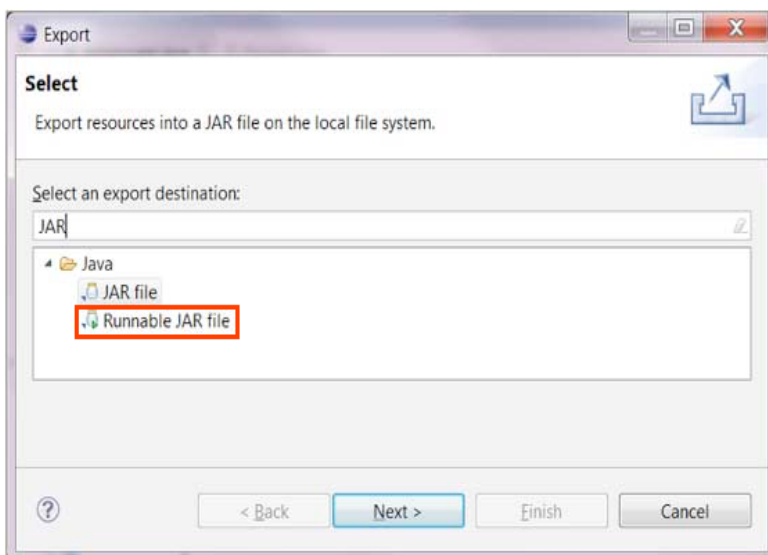 Export
Select
Export resources into a JAR file on the local file system.
Select an export destination:
JAR
Java
JAR file
Runnable JAR file
< Back
Next >
Finish
Cancel